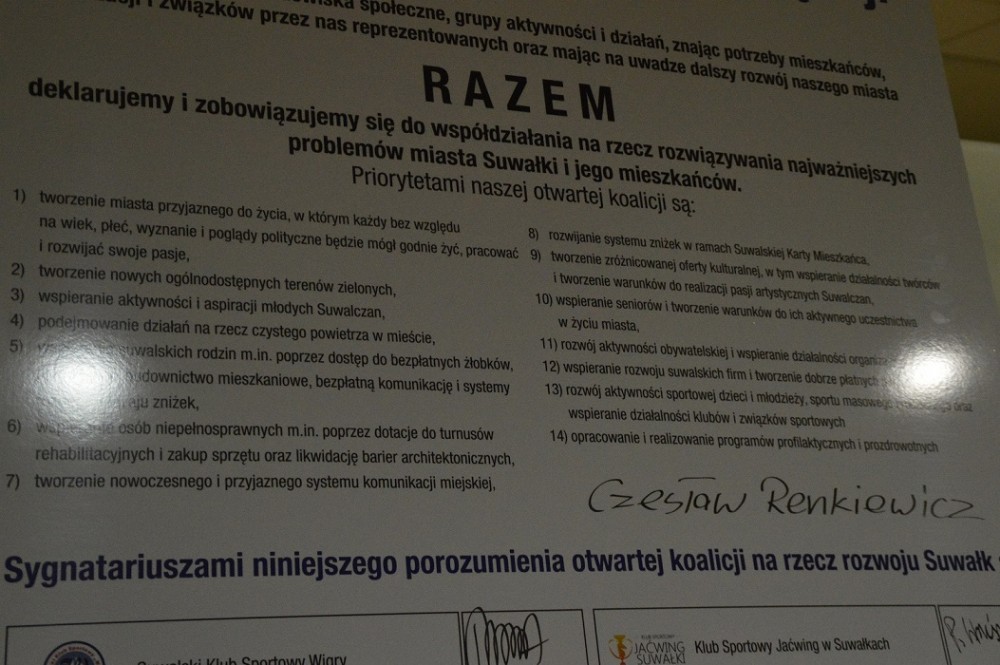 i związków przez nas reprezentowanych oraz mając na uwadze dalszy rozwój naszego miasta
społeczne, grupy aktywności i działań, znając potrzeby mieszkańców,
RAZEM
deklarujemy i zobowiązujemy się do współdziałania na rzecz rozwiązywania najważniejszych
problemów miasta Suwałki i jego mieszkańców.
Priorytetami naszej otwartej koalicji są:
1) tworzenie miasta przyjaznego do życia, w którym każdy bez względu
na wiek, płeć, wyznanie i poglądy polityczne będzie mógł godnie żyć, pracować
i rozwijać swoje pasje,
2) tworzenie nowych ogólnodostępnych terenów zielonych,
3) wspieranie aktywności i aspiracji młodych Suwalczan,
4) podejmowanie działań na rzecz czystego powietrza w mieście,
5) suwalskich rodzin m.in. poprzez dostęp do bezpłatnych żłobków,
budownictwo mieszkaniowe, bezpłatną komunikację i systemy
zniżek,
6) wspieranie osób niepełnosprawnych m.in. poprzez dotacje do turnusów
rehabilitacyjnych i zakup sprzętu oraz likwidację barier architektonicznych,
7) tworzenie nowoczesnego i przyjaznego systemu komunikacji miejskiej,
8) rozwijanie systemu zniżek w ramach Suwalskiej Karty Mieszkańca,
9) tworzenie zróżnicowanej oferty kulturalnej, w tym wspieranie działalności twórców
i tworzenie warunków do realizacji pasji artystycznych Suwalczan,
10) wspieranie seniorów i tworzenie warunków do ich aktywnego uczestnictwa
w życiu miasta,
11) rozwój aktywności obywatelskiej i wspieranie działalności
12) wspieranie rozwoju suwalskich firm i tworzenie dobrze płatnych
13) rozwój aktywności sportowej dzieci i młodzieży, sportu masowego oraz
wspieranie działalności klubów i związków sportowych
14) opracowanie i realizowanie programów profilaktycznych i prozdrowotnych
Czesław Renkiewicz
Sygnatariuszami niniejszego porozumienia otwartej koalicji na rzecz rozwoju Suwałk
Suwalski Klub Sportowy Wigry
KLUB SPORTOWY
JAĆWING
SUWAŁKI
Klub Sportowy Jaćwing w Suwałkach